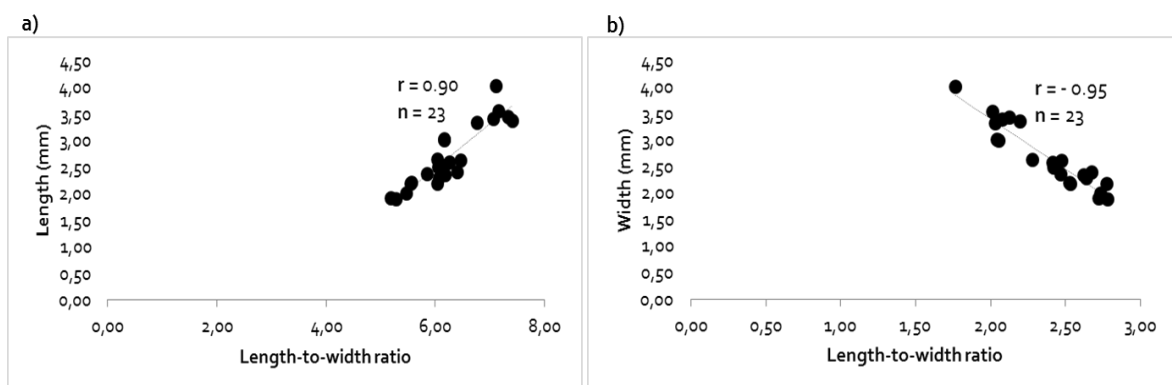 a)
4,50
4,00
3,50
3,00
2,50
2,00
1,50
1,00
0,50
0,00
Length (mm)
r = 0.90
n = 23
0,00 2,00 4,00 6,00 8,00
Length-to-width ratio
b)
4,50
4,00
3,50
3,00
2,50
2,00
1,50
1,00
0,50
0,00
Width (mm)
r = - 0.95
n = 23
0,00 0,50 1,00 1,50 2,00 2,50 3,00
Length-to-width ratio